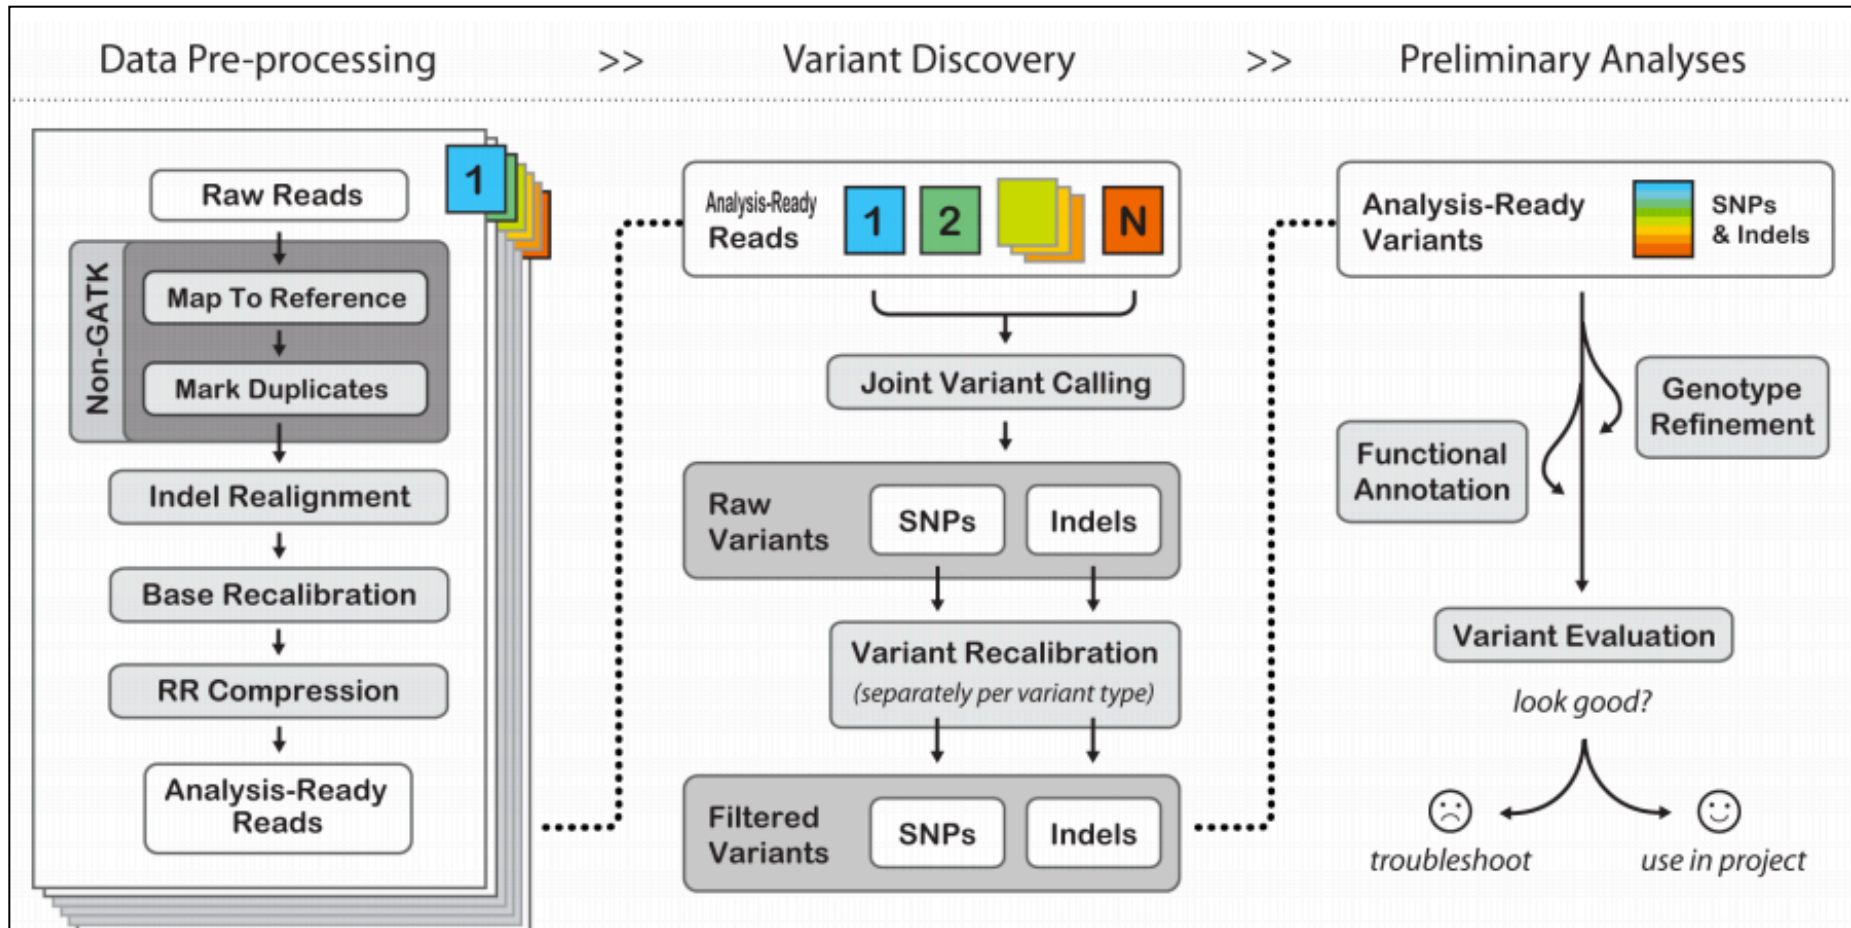 Data Pre-processing >> Variant Discovery >> Preliminary Analyses
1
Raw Reads
Non-GATK
Map To Reference
Mark Duplicates
Indel Realignment
Base Recalibration
RR Compression
Analysis-Ready
Reads
Analysis-Ready
Reads
1 2 N
Joint Variant Calling
Raw
Variants
SNPs Indels
Variant Recalibration
(separately per variant type)
Filtered
Variants
SNPs Indels
Analysis-Ready
Variants
SNPs
& Indels
Genotype
Refinement
Functional
Annotation
Variant Evaluation
look good?
troubleshoot use in project